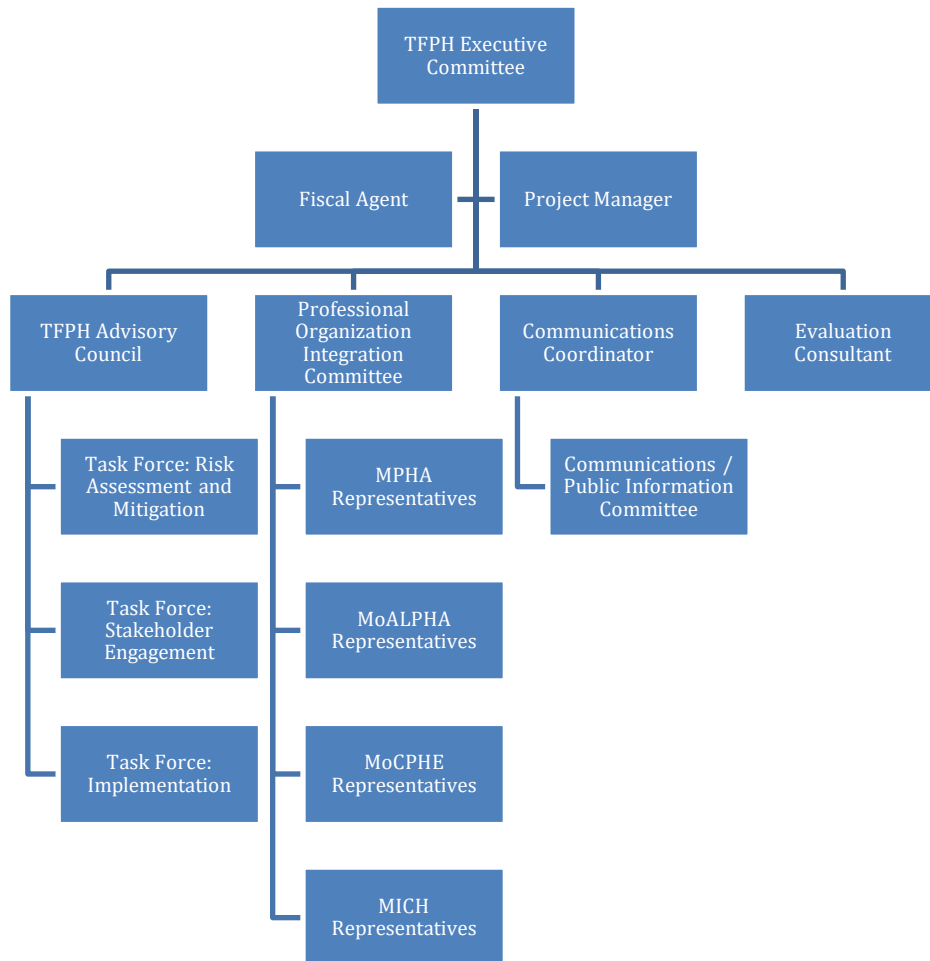 TFPH Executive
Committee
Fiscal Agent
Project Manager
TFPH Advisory
Council
Professional
Organization
Integration
Committee
Communications
Coordinator
Evaluation
Consultant
Task Force: Risk
Assessment and
Mitigation
MPHA
Representatives
Communications /
Public Information
Committee
Task Force:
Stakeholder
Engagement
MoALPHA
Representatives
Task Force:
Implementation
MoCPHE
Representatives
MICH
Representatives